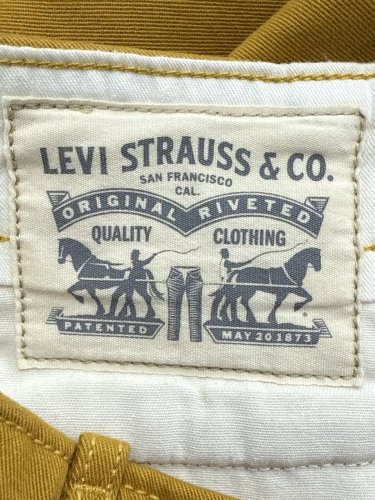 LEVI STRAUSS & CO.
SAN FRANCISCO
CAL.
ORIGINAL RIVETED
QUALITY CLOTHING
PATENTED MAY 20 1873
®